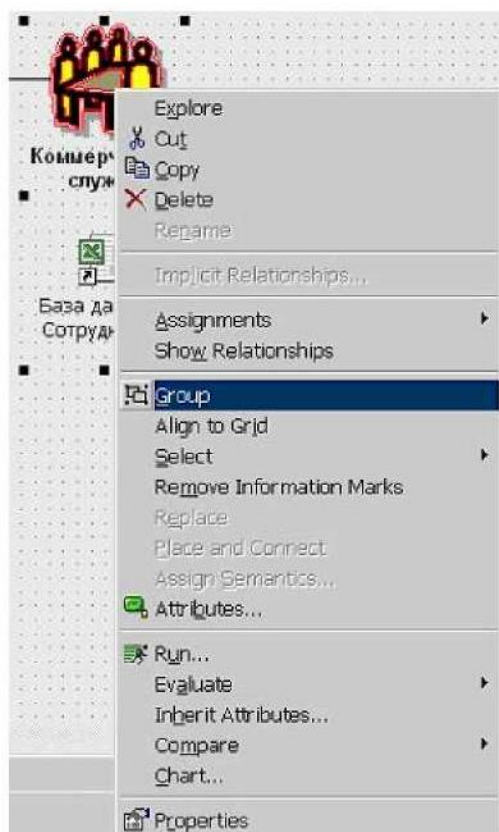 Коммерч
служ
База да
Сотрудн
Explore
Cut
Copy
Delete
Rename
Implicit Relationships...
Assignments
Show Relationships
Group
Align to Grid
Select
Remove Information Marks
Replace
Place and Connect
Assign Semantics...
Attributes...
Run...
Evaluate
Inherit Attributes...
Compare
Chart...
Properties